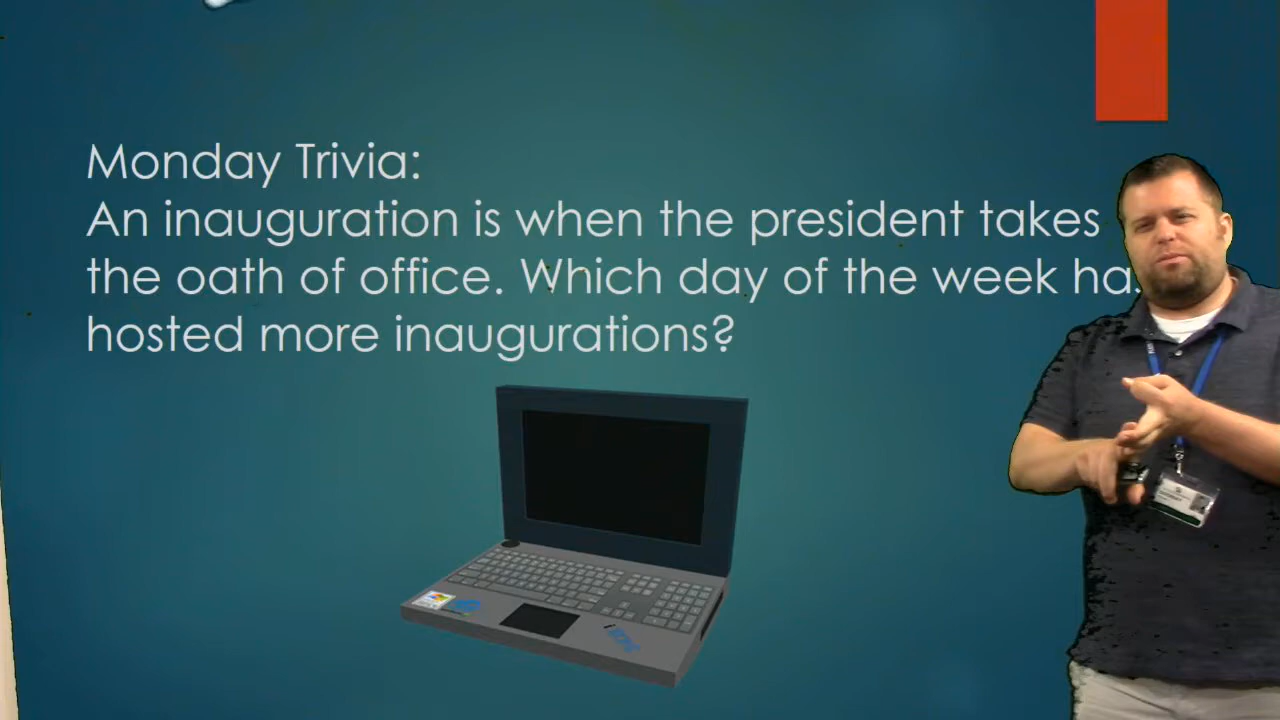 Monday Trivia:
An inauguration is when the president takes
the oath of office. Which day of the week
hosted more inaugurations?